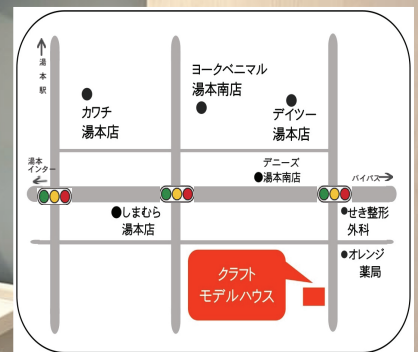 湯本駅
ヨークベニマル
湯本南店
カワチ
湯本店
デイツー
湯本店
湯本
インター
デニーズ
湯本南店
バイパス
しまむら
湯本店
せき整形
外科
オレンジ
薬局
クラフト
モデルハウス